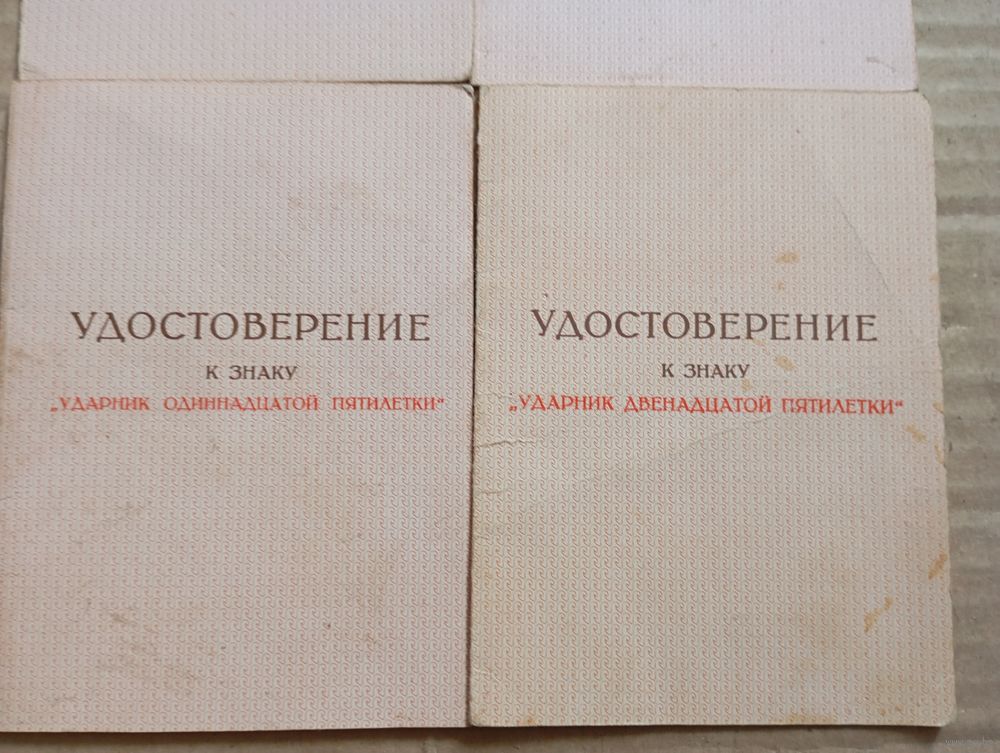 УДОСТОВЕРЕНИЕ
К ЗНАКУ
„УДАРНИК ОДИННАДЦАТОЙ ПЯТИЛЕТКИ“
УДОСТОВЕРЕНИЕ
К ЗНАКУ
„УДАРНИК ДВЕНАДЦАТОЙ ПЯТИЛЕТКИ“